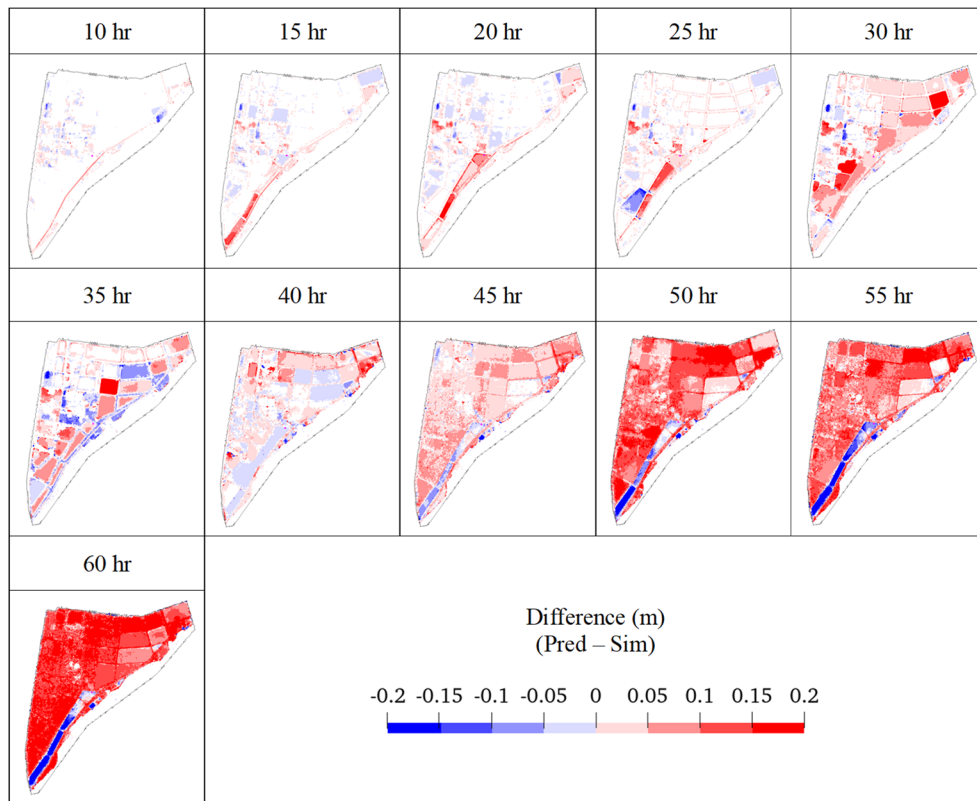 10 hr
15 hr
20 hr
25 hr
30 hr
35 hr
40 hr
45 hr
50 hr
55 hr
60 hr
Difference (m)
(Pred – Sim)
-0.2 -0.15 -0.1 -0.05 0 0.05 0.1 0.15 0.2